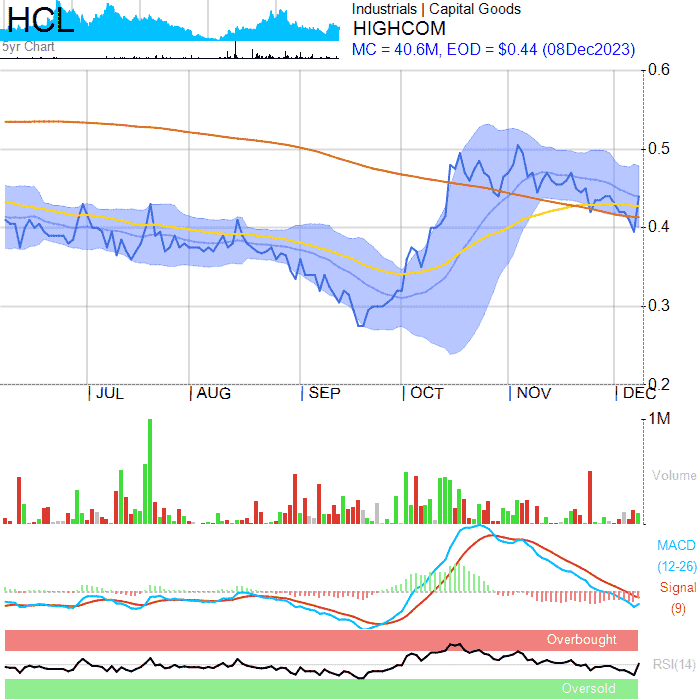 HCL
5yr Chart
Industrials | Capital Goods
HIGHCOM
MC = 40.6M, EOD = $0.44 (08Dec2023)
0.6
0.5
0.4
0.3
0.2
JUL AUG SEP OCT NOV DEC
1M
Volume
MACD
(12-26)
Signal
(9)
Overbought
RSI(14)
Oversold